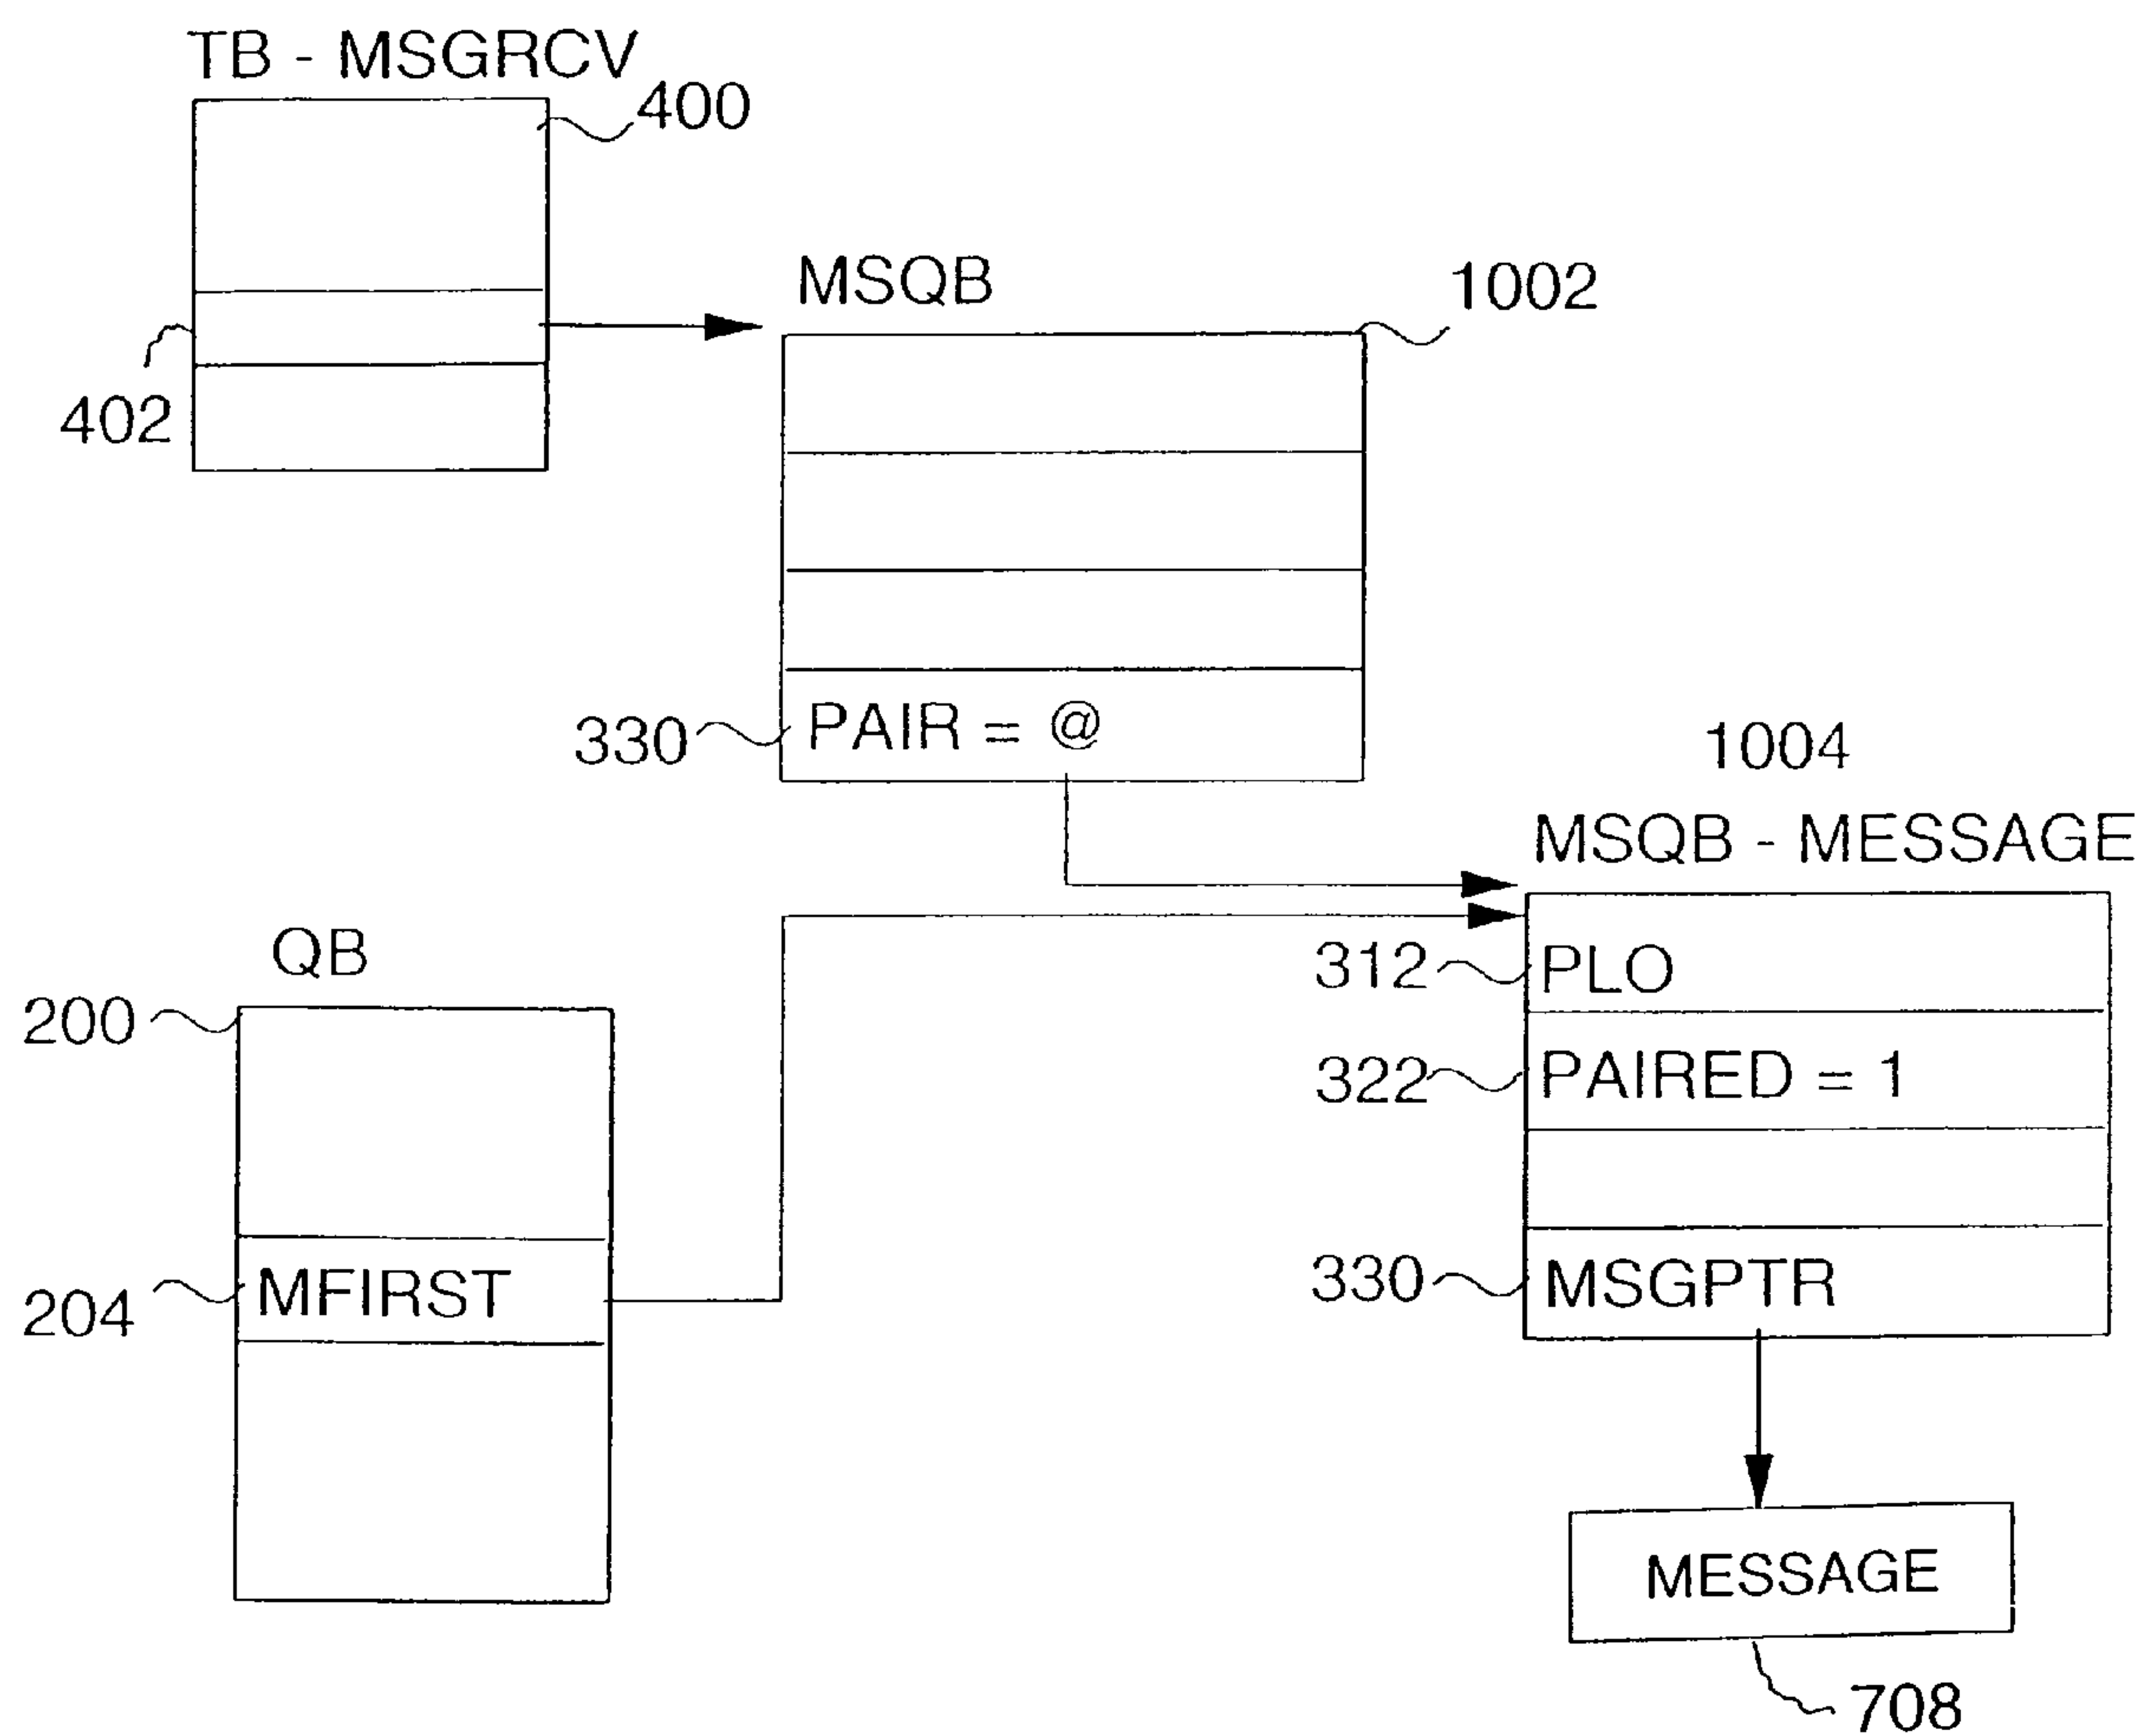 TB - MSGRCV
400
402
MSQB
1002
330
PAIR = @
1004
MSQB - MESSAGE
312
PLO
322
PAIRED = 1
330
MSGPTR
QB
200
204
MFIRST
MESSAGE
708